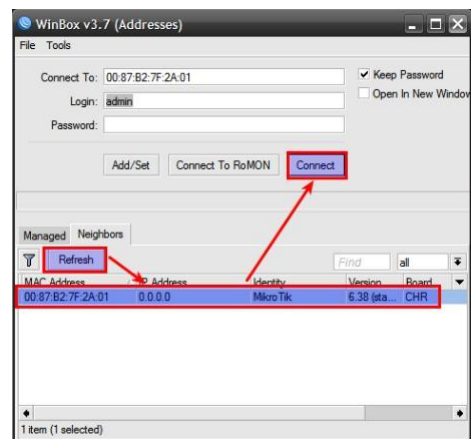 WinBox v3.7 (Addresses)
File Tools
Connect To: 00:87:B2:7F:2A:01
Keep Password
Login: admin
Open In New Window
Password:
Add/Set Connect To RoMON Connect
Managed Neighbors
Refresh Find all
MAC Address IP Address Identity Version Board
00:87:B2:7F:2A:01 0.0.0.0 MikroTik 6.38 (sta... CHR
1 item (1 selected)